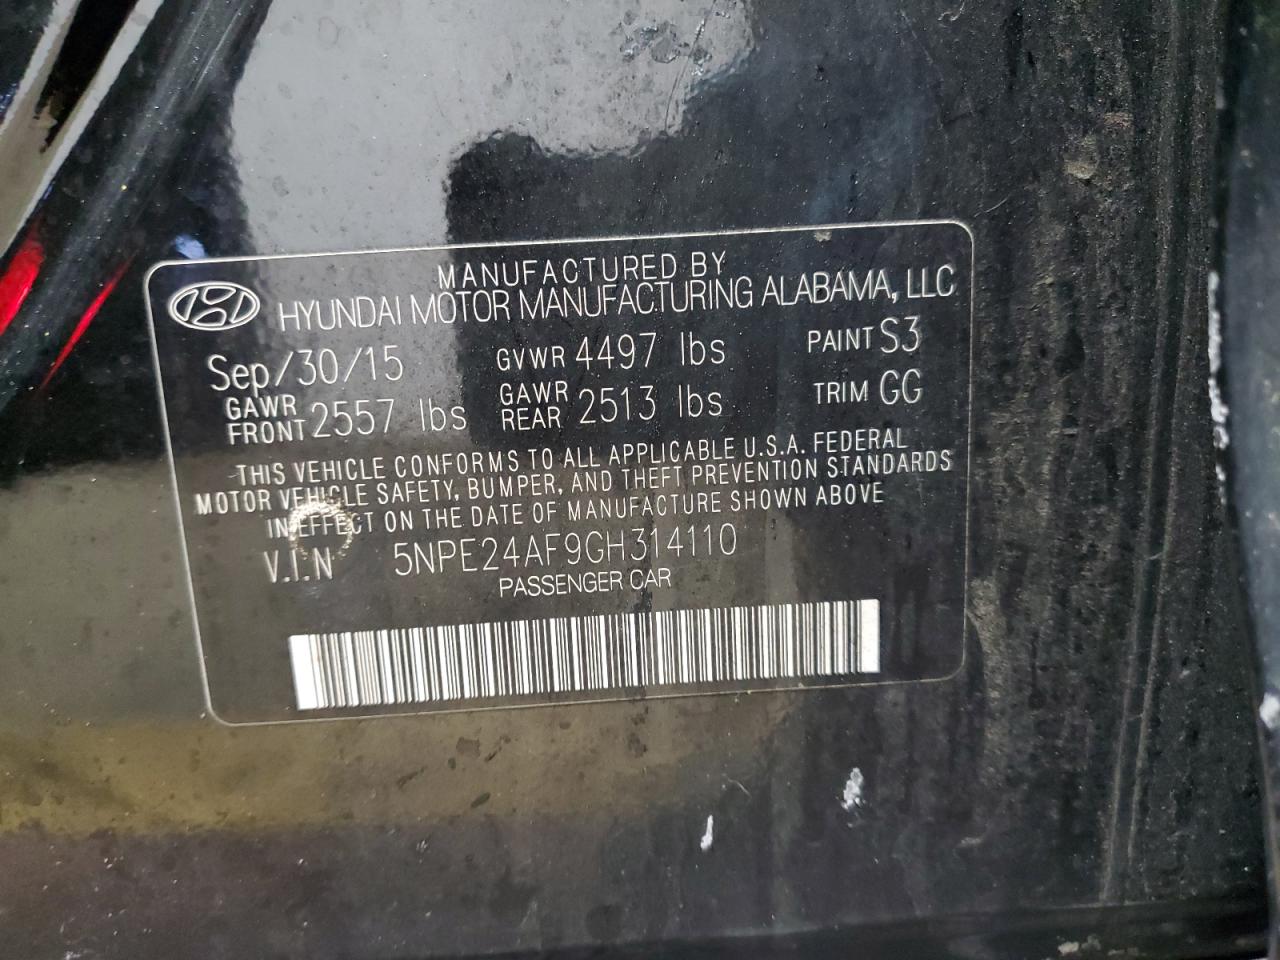 MANUFACTURED BY
HYUNDAI MOTOR MANUFACTURING ALABAMA, LLC
Sep/30/15 GVWR 4497 lbs PAINT S3
GAWR FRONT 2557 lbs GAWR REAR 2513 lbs TRIM GG
THIS VEHICLE CONFORMS TO ALL APPLICABLE U.S.A. FEDERAL
MOTOR VEHICLE SAFETY, BUMPER, AND THEFT PREVENTION STANDARDS
IN EFFECT ON THE DATE OF MANUFACTURE SHOWN ABOVE
V.I.N 5NPE24AF9GH314110
PASSENGER CAR